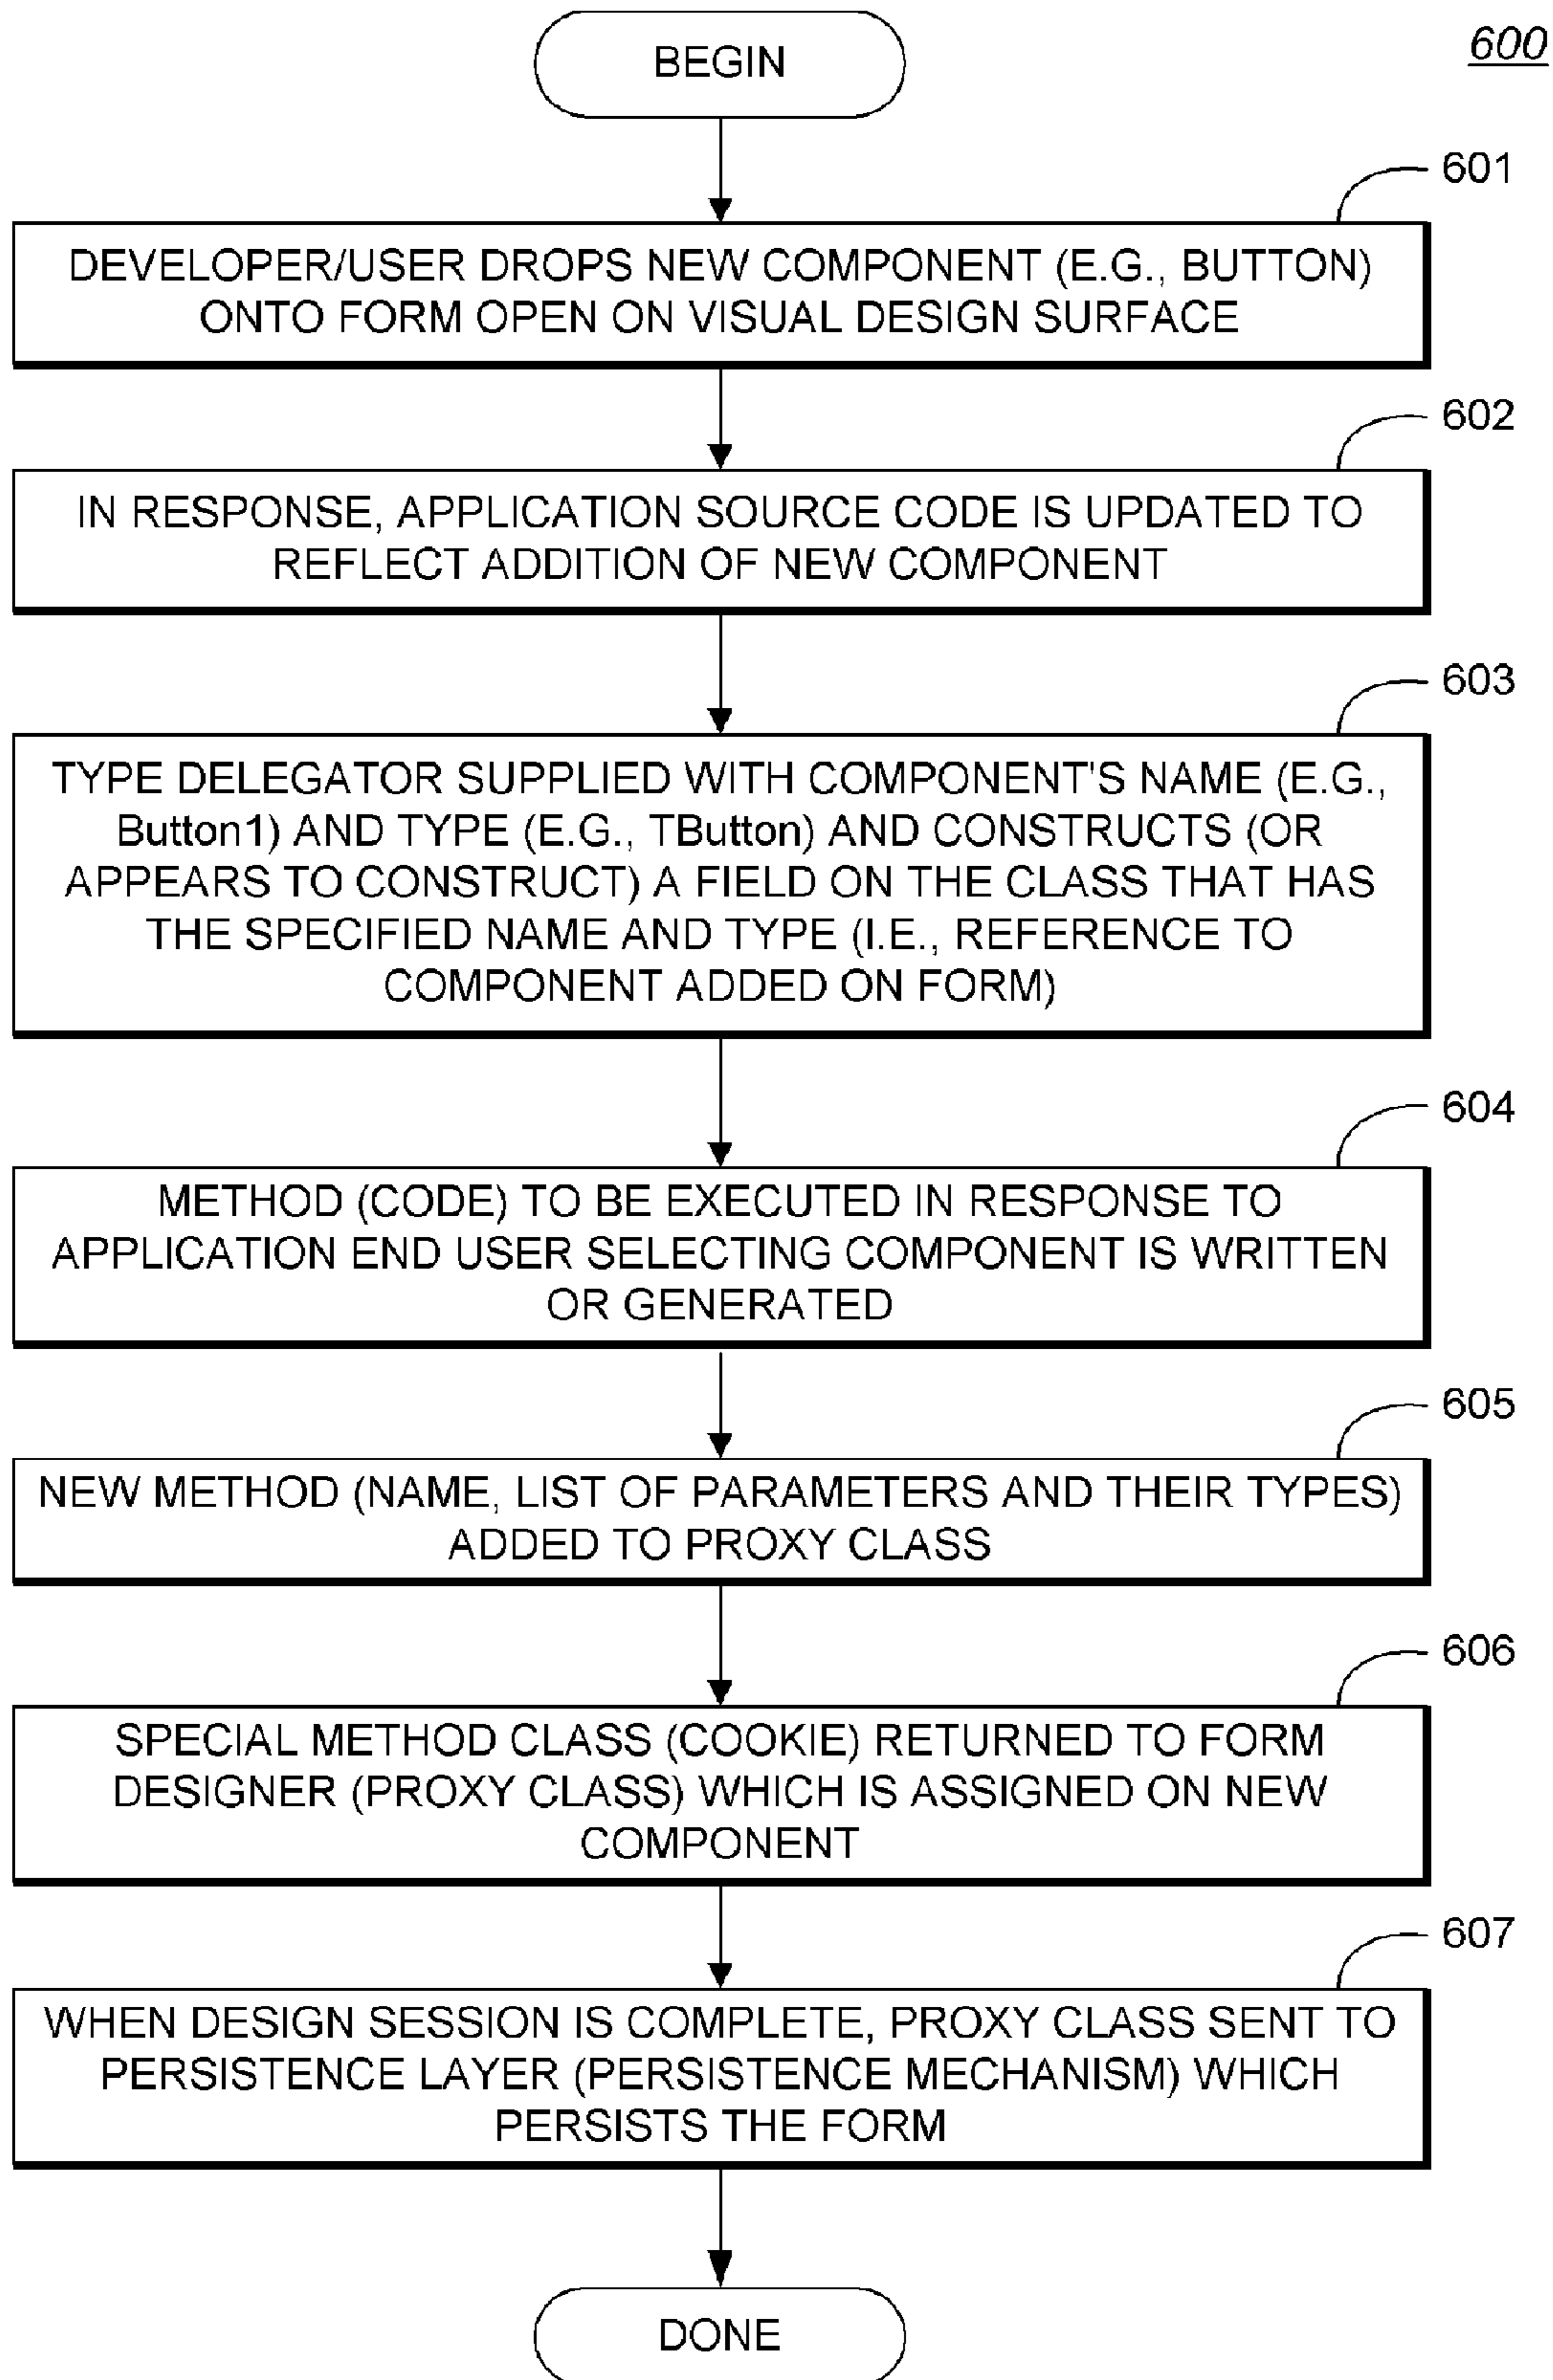 BEGIN
600
601
DEVELOPER/USER DROPS NEW COMPONENT (E.G., BUTTON)
ONTO FORM OPEN ON VISUAL DESIGN SURFACE
602
IN RESPONSE, APPLICATION SOURCE CODE IS UPDATED TO
REFLECT ADDITION OF NEW COMPONENT
603
TYPE DELEGATOR SUPPLIED WITH COMPONENT'S NAME (E.G.,
Button1) AND TYPE (E.G., TButton) AND CONSTRUCTS (OR
APPEARS TO CONSTRUCT) A FIELD ON THE CLASS THAT HAS
THE SPECIFIED NAME AND TYPE (I.E., REFERENCE TO
COMPONENT ADDED ON FORM)
604
METHOD (CODE) TO BE EXECUTED IN RESPONSE TO
APPLICATION END USER SELECTING COMPONENT IS WRITTEN
OR GENERATED
605
NEW METHOD (NAME, LIST OF PARAMETERS AND THEIR TYPES)
ADDED TO PROXY CLASS
606
SPECIAL METHOD CLASS (COOKIE) RETURNED TO FORM
DESIGNER (PROXY CLASS) WHICH IS ASSIGNED ON NEW
COMPONENT
607
WHEN DESIGN SESSION IS COMPLETE, PROXY CLASS SENT TO
PERSISTENCE LAYER (PERSISTENCE MECHANISM) WHICH
PERSISTS THE FORM
DONE